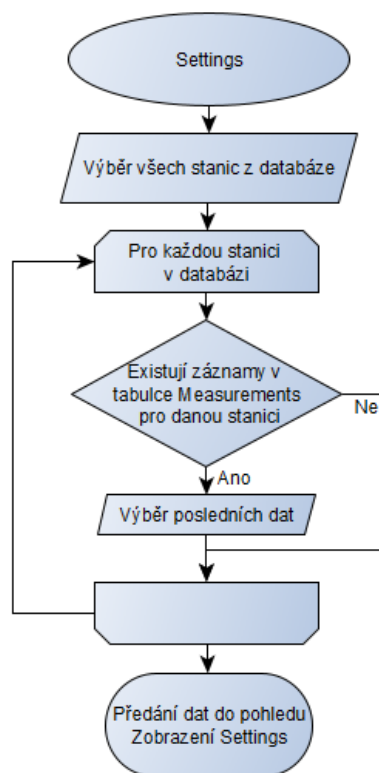 Settings
Výběr všech stanic z databáze
Pro každou stanici
v databázi
Existují záznamy v
tabulce Measurements
pro danou stanici
Ne
Ano
Výběr posledních dat
Předání dat do pohledu
Zobrazení Settings